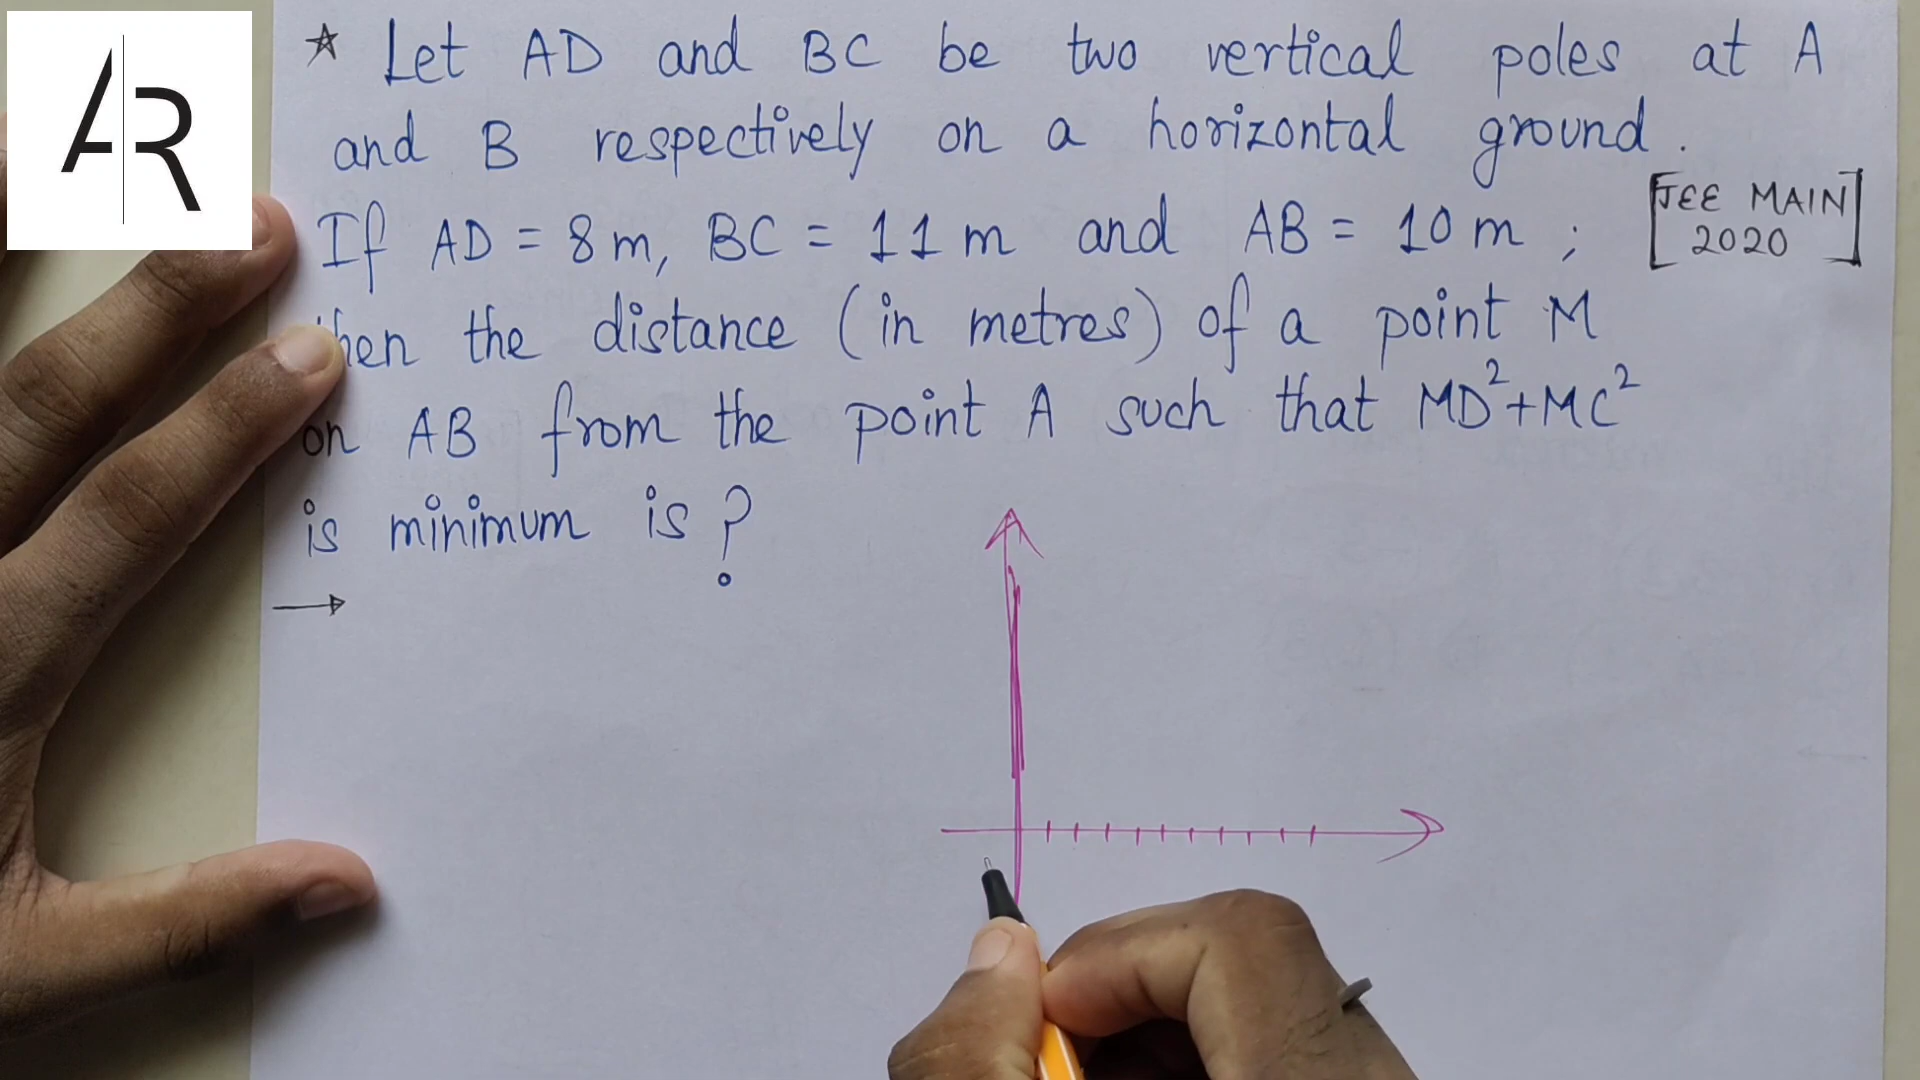 AR
★ Let AD and BC be two vertical poles at A
and B respectively on a horizontal ground.
If AD = 8 m, BC = 11 m and AB = 10 m ;
[JEE MAIN
2020]
then the distance (in metres) of a point M
on AB from the point A such that MD²+MC²
is minimum is ?
→